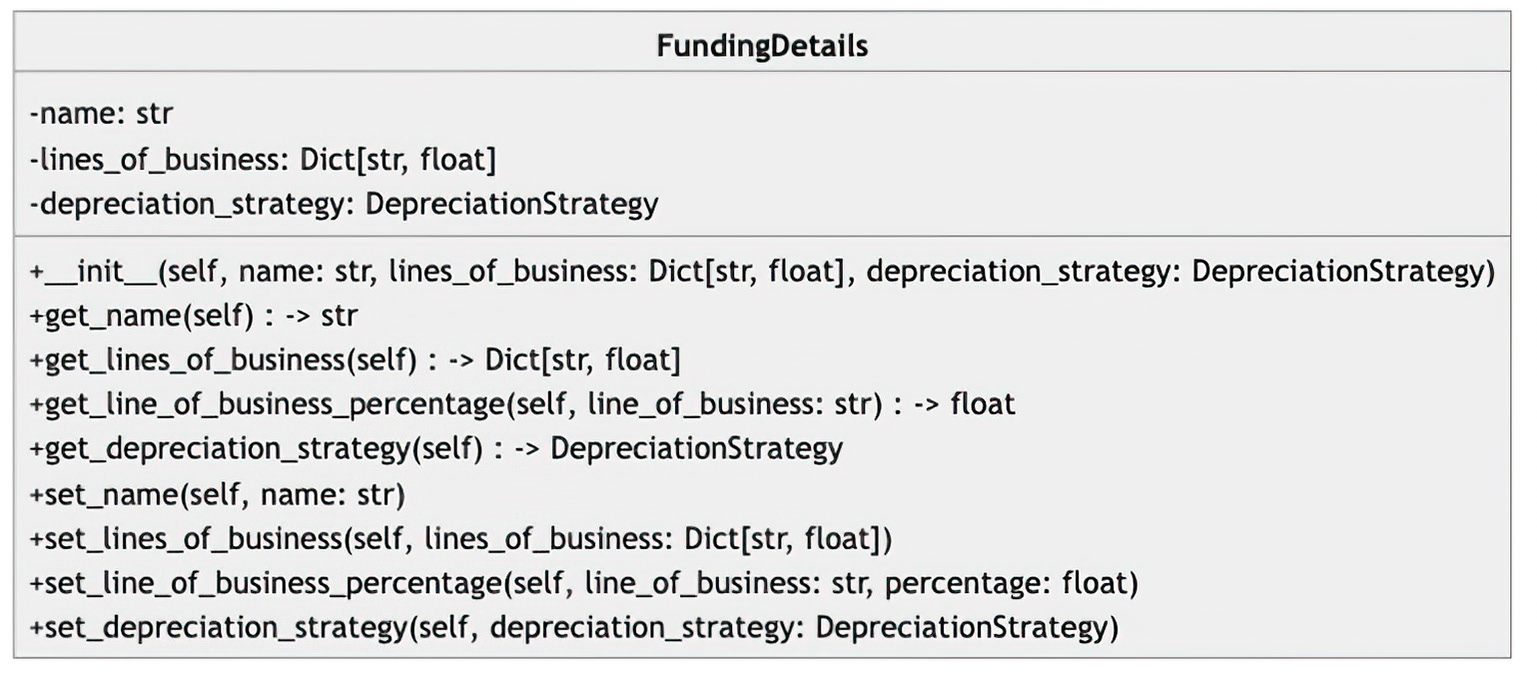 FundingDetails
-name: str
-lines_of_business: Dict[str, float]
-depreciation_strategy: DepreciationStrategy
+__init__(self, name: str, lines_of_business: Dict[str, float], depreciation_strategy: DepreciationStrategy)
+get_name(self) : -> str
+get_lines_of_business(self) : -> Dict[str, float]
+get_line_of_business_percentage(self, line_of_business: str) : -> float
+get_depreciation_strategy(self) : -> DepreciationStrategy
+set_name(self, name: str)
+set_lines_of_business(self, lines_of_business: Dict[str, float])
+set_line_of_business_percentage(self, line_of_business: str, percentage: float)
+set_depreciation_strategy(self, depreciation_strategy: DepreciationStrategy)